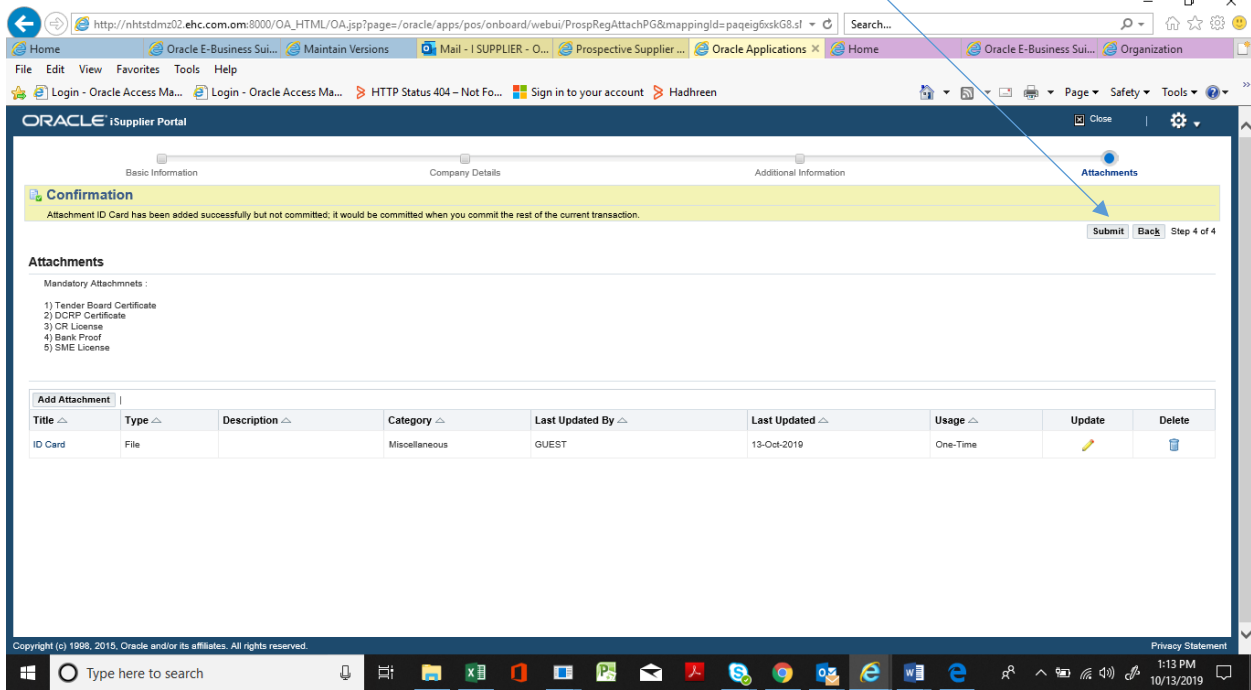 http://nhtstdmz02.ehc.com.om:8000/OA_HTML/OA.jsp?page=/oracle/apps/pos/onboard/webui/ProspRegAttachPG&mappingId=paqeig6xskG8.sl
Search...
Home Oracle E-Business Sui... Maintain Versions Mail - I SUPPLIER - O... Prospective Supplier ... Oracle Applications Home Oracle E-Business Sui... Organization
File Edit View Favorites Tools Help
Login - Oracle Access Ma... Login - Oracle Access Ma... HTTP Status 404 – Not Fo... Sign in to your account Hadhreen Page Safety Tools
ORACLE iSupplier Portal Close
Basic Information Company Details Additional Information Attachments
Confirmation
Attachment ID Card has been added successfully but not committed; it would be committed when you commit the rest of the current transaction.
Submit Back Step 4 of 4
Attachments
Mandatory Attachmnets :
1) Tender Board Certificate
2) DCRP Certificate
3) CR License
4) Bank Proof
5) SME License
Add Attachment |
Title Type Description Category Last Updated By Last Updated Usage Update Delete
ID Card File Miscellaneous GUEST 13-Oct-2019 One-Time
Copyright (c) 1998, 2015, Oracle and/or its affiliates. All rights reserved. Privacy Statement
Type here to search
1:13 PM
10/13/2019